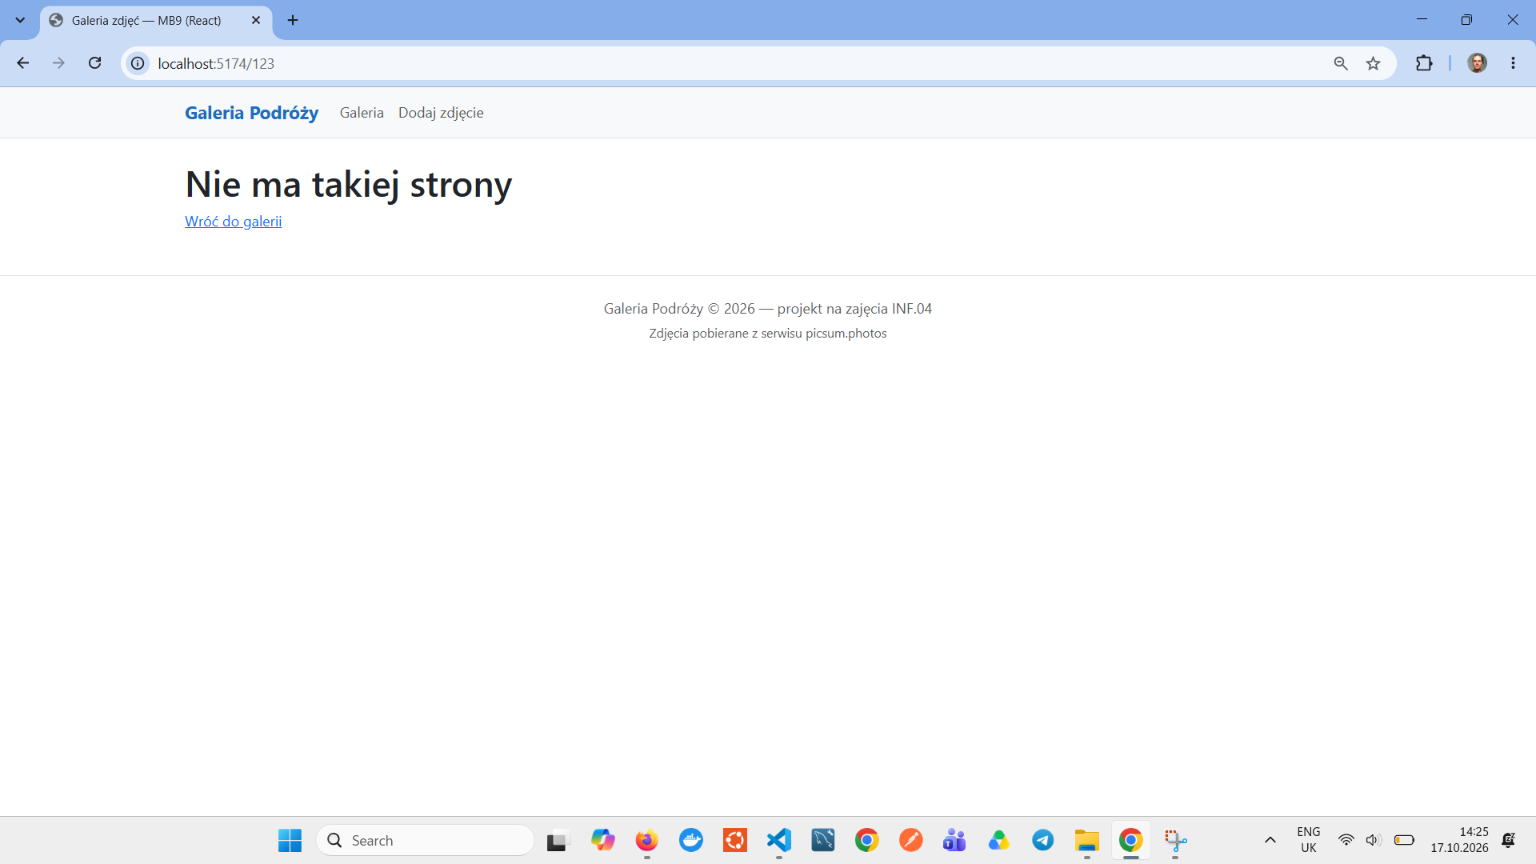 Galeria zdjęć — MB9 (React)
localhost:5174/123
Galeria Podróży Galeria Dodaj zdjęcie
Nie ma takiej strony
Wróć do galerii
Galeria Podróży © 2026 — projekt na zajęcia INF.04
Zdjęcia pobierane z serwisu picsum.photos
Search
ENG
UK
14:25
17.10.2026